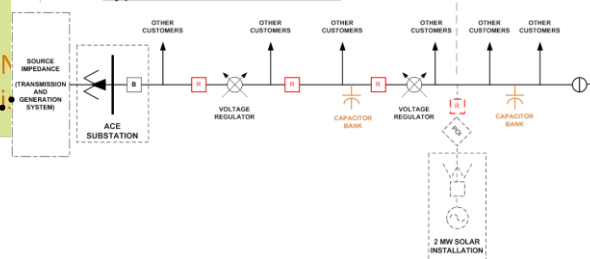 OTHER
CUSTOMERS
OTHER
CUSTOMERS
OTHER
CUSTOMERS
OTHER
CUSTOMERS
OTHER
CUSTOMERS
OTHER
CUSTOMERS
SOURCE
IMPEDANCE
(TRANSMISSION
AND
GENERATION
SYSTEM)
B
R
R
R
ACE
SUBSTATION
VOLTAGE
REGULATOR
CAPACITOR
BANK
VOLTAGE
REGULATOR
R
CAPACITOR
BANK
POI
2 MW SOLAR
INSTALLATION